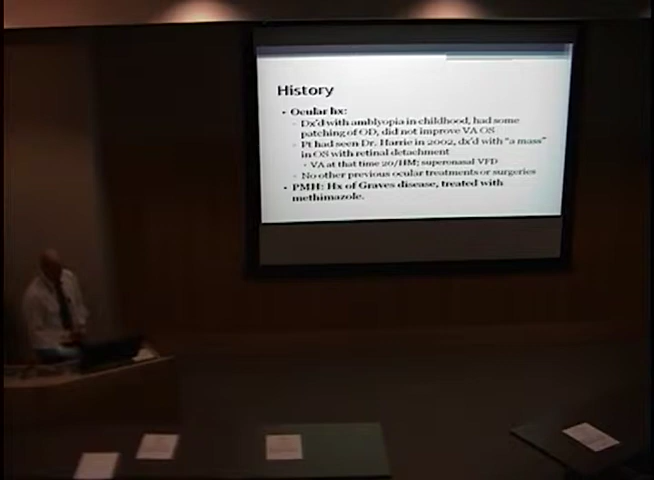 History
• Ocular hx:
▫ Dx'd with amblyopia in childhood, had some
patching of OD, did not improve VA OS
▫ Pt had seen Dr. Harrie in 2002, dx'd with "a mass"
in OS with retinal detachment
• VA at that time 20/HM; superonasal VFD
▫ No other previous ocular treatments or surgeries
• PMH: Hx of Graves disease, treated with
methimazole.